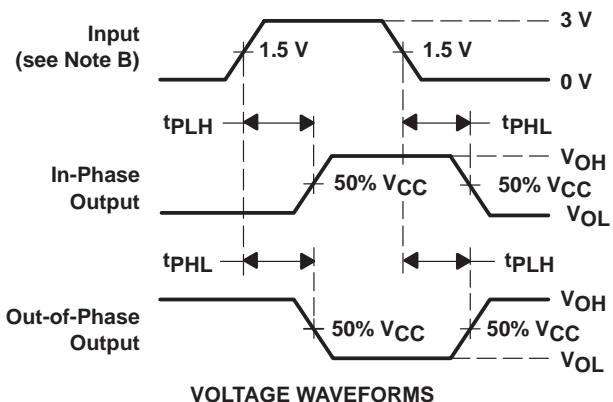 Input
(see Note B)
1.5 V
1.5 V
3 V
0 V
tPLH
tPHL
In-Phase
Output
50% VCC
50% VCC
VOH
VOL
tPHL
tPLH
Out-of-Phase
Output
50% VCC
50% VCC
VOH
VOL
VOLTAGE WAVEFORMS